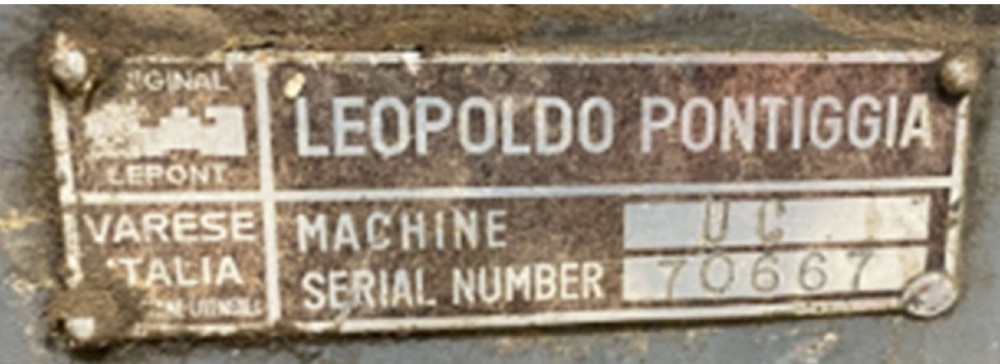 LEPONT
VARESE
LEOPOLDO PONTIGGIA
MACHINE UC
SERIAL NUMBER 70667